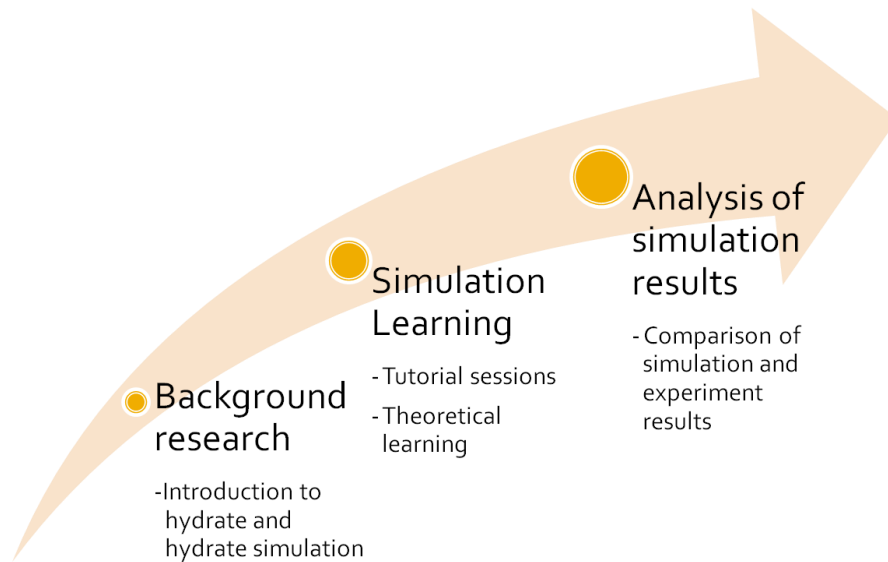 Background
research
-Introduction to
hydrate and
hydrate simulation
Simulation
Learning
- Tutorial sessions
- Theoretical
learning
Analysis of
simulation
results
- Comparison of
simulation and
experiment
results